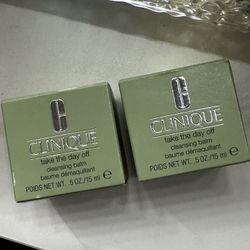 CLINIQUE
take the day off
cleansing balm
baume démaquillant
POIDS NET WT. .5 OZ/15 ml e
CLINIQUE
take the day off
cleansing balm
baume démaquillant
POIDS NET WT. .5 OZ/15 ml e